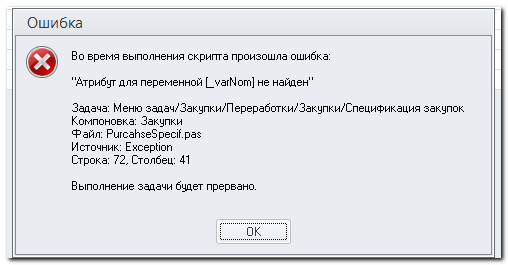 Ошибка
Во время выполнения скрипта произошла ошибка:
"Атрибут для переменной [_varNom] не найден"
Задача: Меню задач/Закупки/Переработки/Закупки/Спецификация закупок
Компоновка: Закупки
Файл: PurcahseSpecif.pas
Источник: Exception
Строка: 72, Столбец: 41
Выполнение задачи будет прервано.
OK